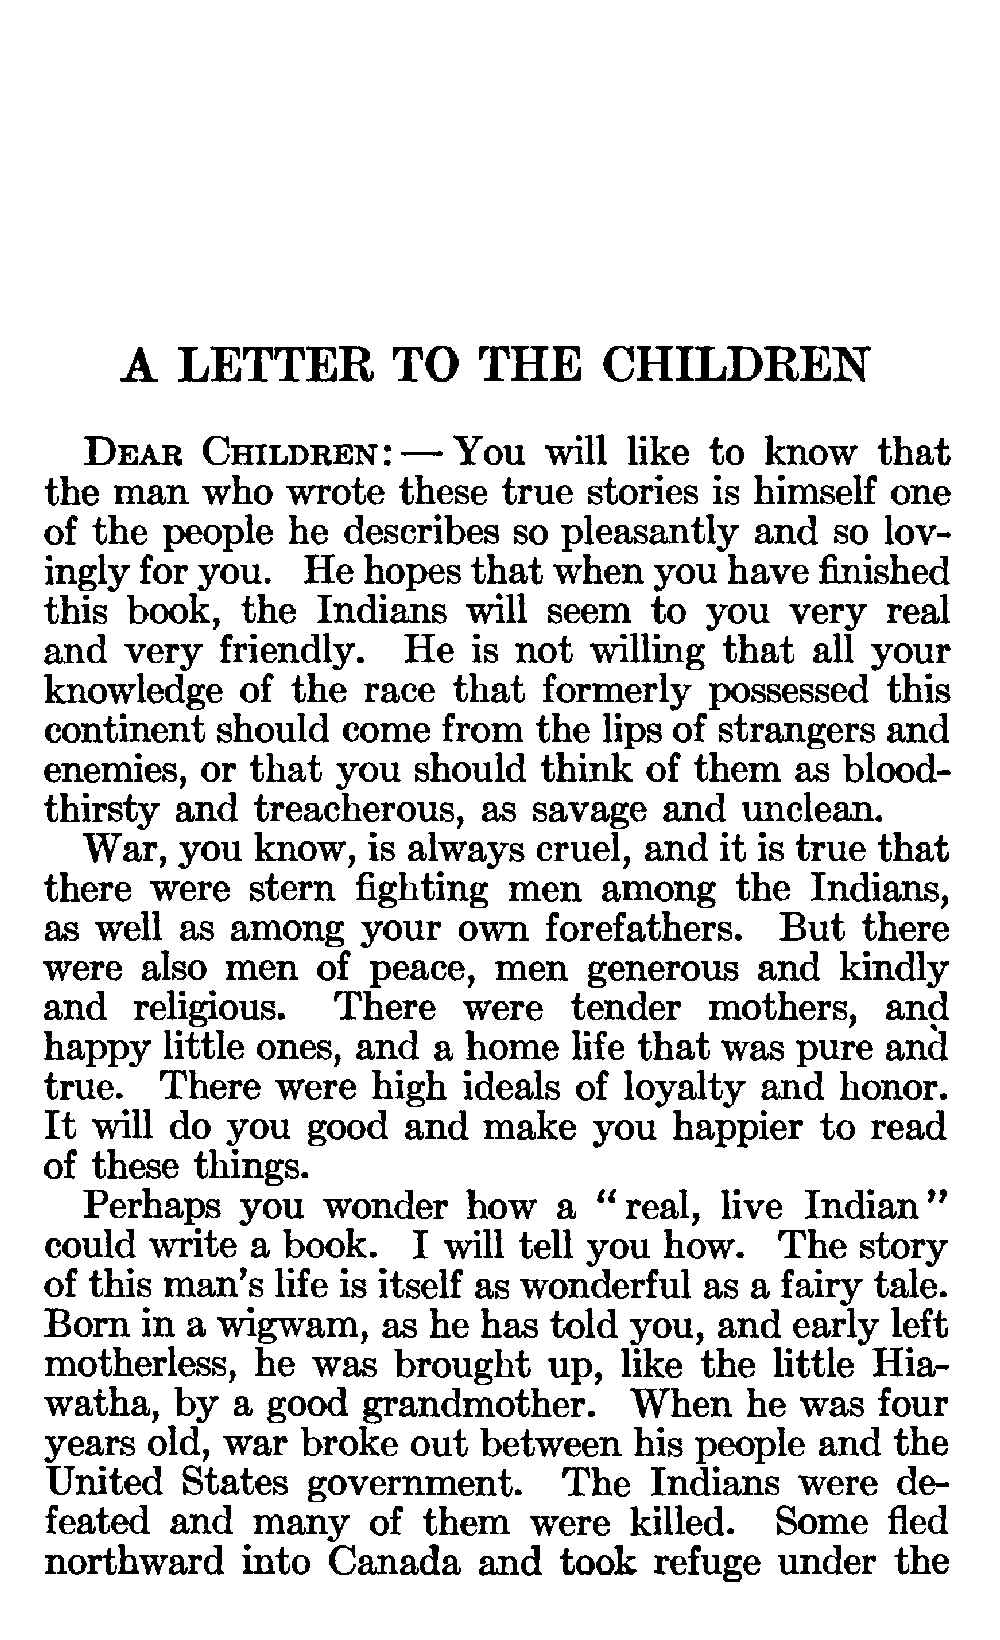 A LETTER TO THE CHILDREN
DEAR CHILDREN: — You will like to know that
the man who wrote these true stories is himself one
of the people he describes so pleasantly and so lov-
ingly for you. He hopes that when you have finished
this book, the Indians will seem to you very real
and very friendly. He is not willing that all your
knowledge of the race that formerly possessed this
continent should come from the lips of strangers and
enemies, or that you should think of them as blood-
thirsty and treacherous, as savage and unclean.
War, you know, is always cruel, and it is true that
there were stern fighting men among the Indians,
as well as among your own forefathers. But there
were also men of peace, men generous and kindly
and religious. There were tender mothers, and
happy little ones, and a home life that was pure and
true. There were high ideals of loyalty and honor.
It will do you good and make you happier to read
of these things.
Perhaps you wonder how a "real, live Indian"
could write a book. I will tell you how. The story
of this man's life is itself as wonderful as a fairy tale.
Born in a wigwam, as he has told you, and early left
motherless, he was brought up, like the little Hia-
watha, by a good grandmother. When he was four
years old, war broke out between his people and the
United States government. The Indians were de-
feated and many of them were killed. Some fled
northward into Canada and took refuge under the